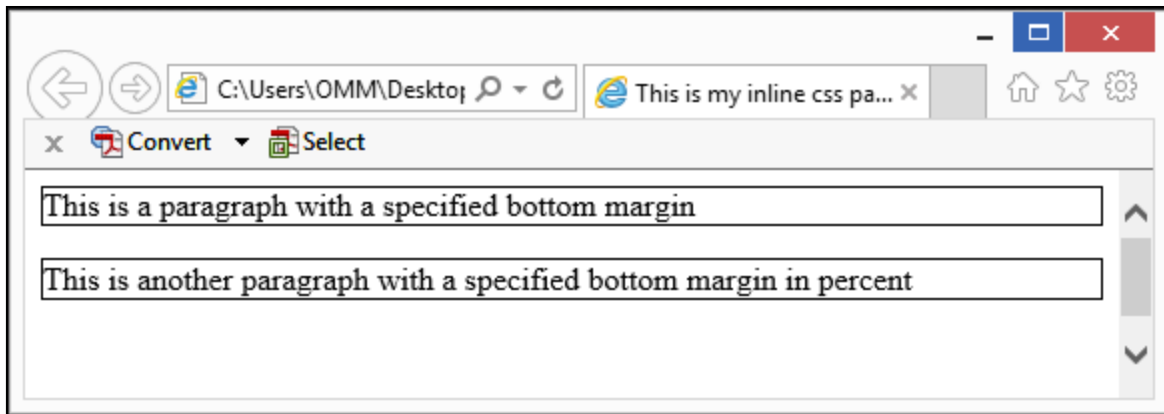 C:\Users\OMM\Desktop
This is my inline css pa...
Convert
Select
This is a paragraph with a specified bottom margin
This is another paragraph with a specified bottom margin in percent